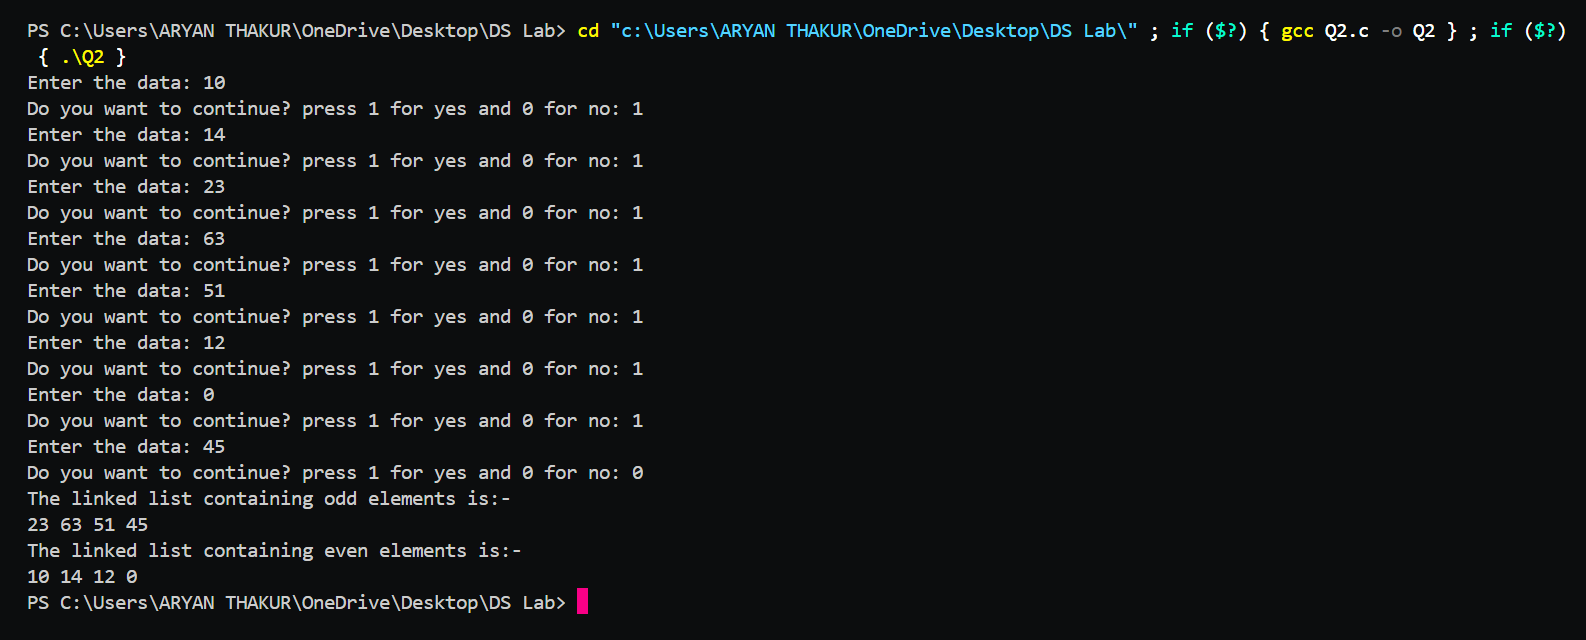 PS C:\Users\ARYAN THAKUR\OneDrive\Desktop\DS Lab> cd "c:\Users\ARYAN THAKUR\OneDrive\Desktop\DS Lab\" ; if ($?) { gcc Q2.c -o Q2 } ; if ($?)
 { .\Q2 }
Enter the data: 10
Do you want to continue? press 1 for yes and 0 for no: 1
Enter the data: 14
Do you want to continue? press 1 for yes and 0 for no: 1
Enter the data: 23
Do you want to continue? press 1 for yes and 0 for no: 1
Enter the data: 63
Do you want to continue? press 1 for yes and 0 for no: 1
Enter the data: 51
Do you want to continue? press 1 for yes and 0 for no: 1
Enter the data: 12
Do you want to continue? press 1 for yes and 0 for no: 1
Enter the data: 0
Do you want to continue? press 1 for yes and 0 for no: 1
Enter the data: 45
Do you want to continue? press 1 for yes and 0 for no: 0
The linked list containing odd elements is:-
23 63 51 45
The linked list containing even elements is:-
10 14 12 0
PS C:\Users\ARYAN THAKUR\OneDrive\Desktop\DS Lab>